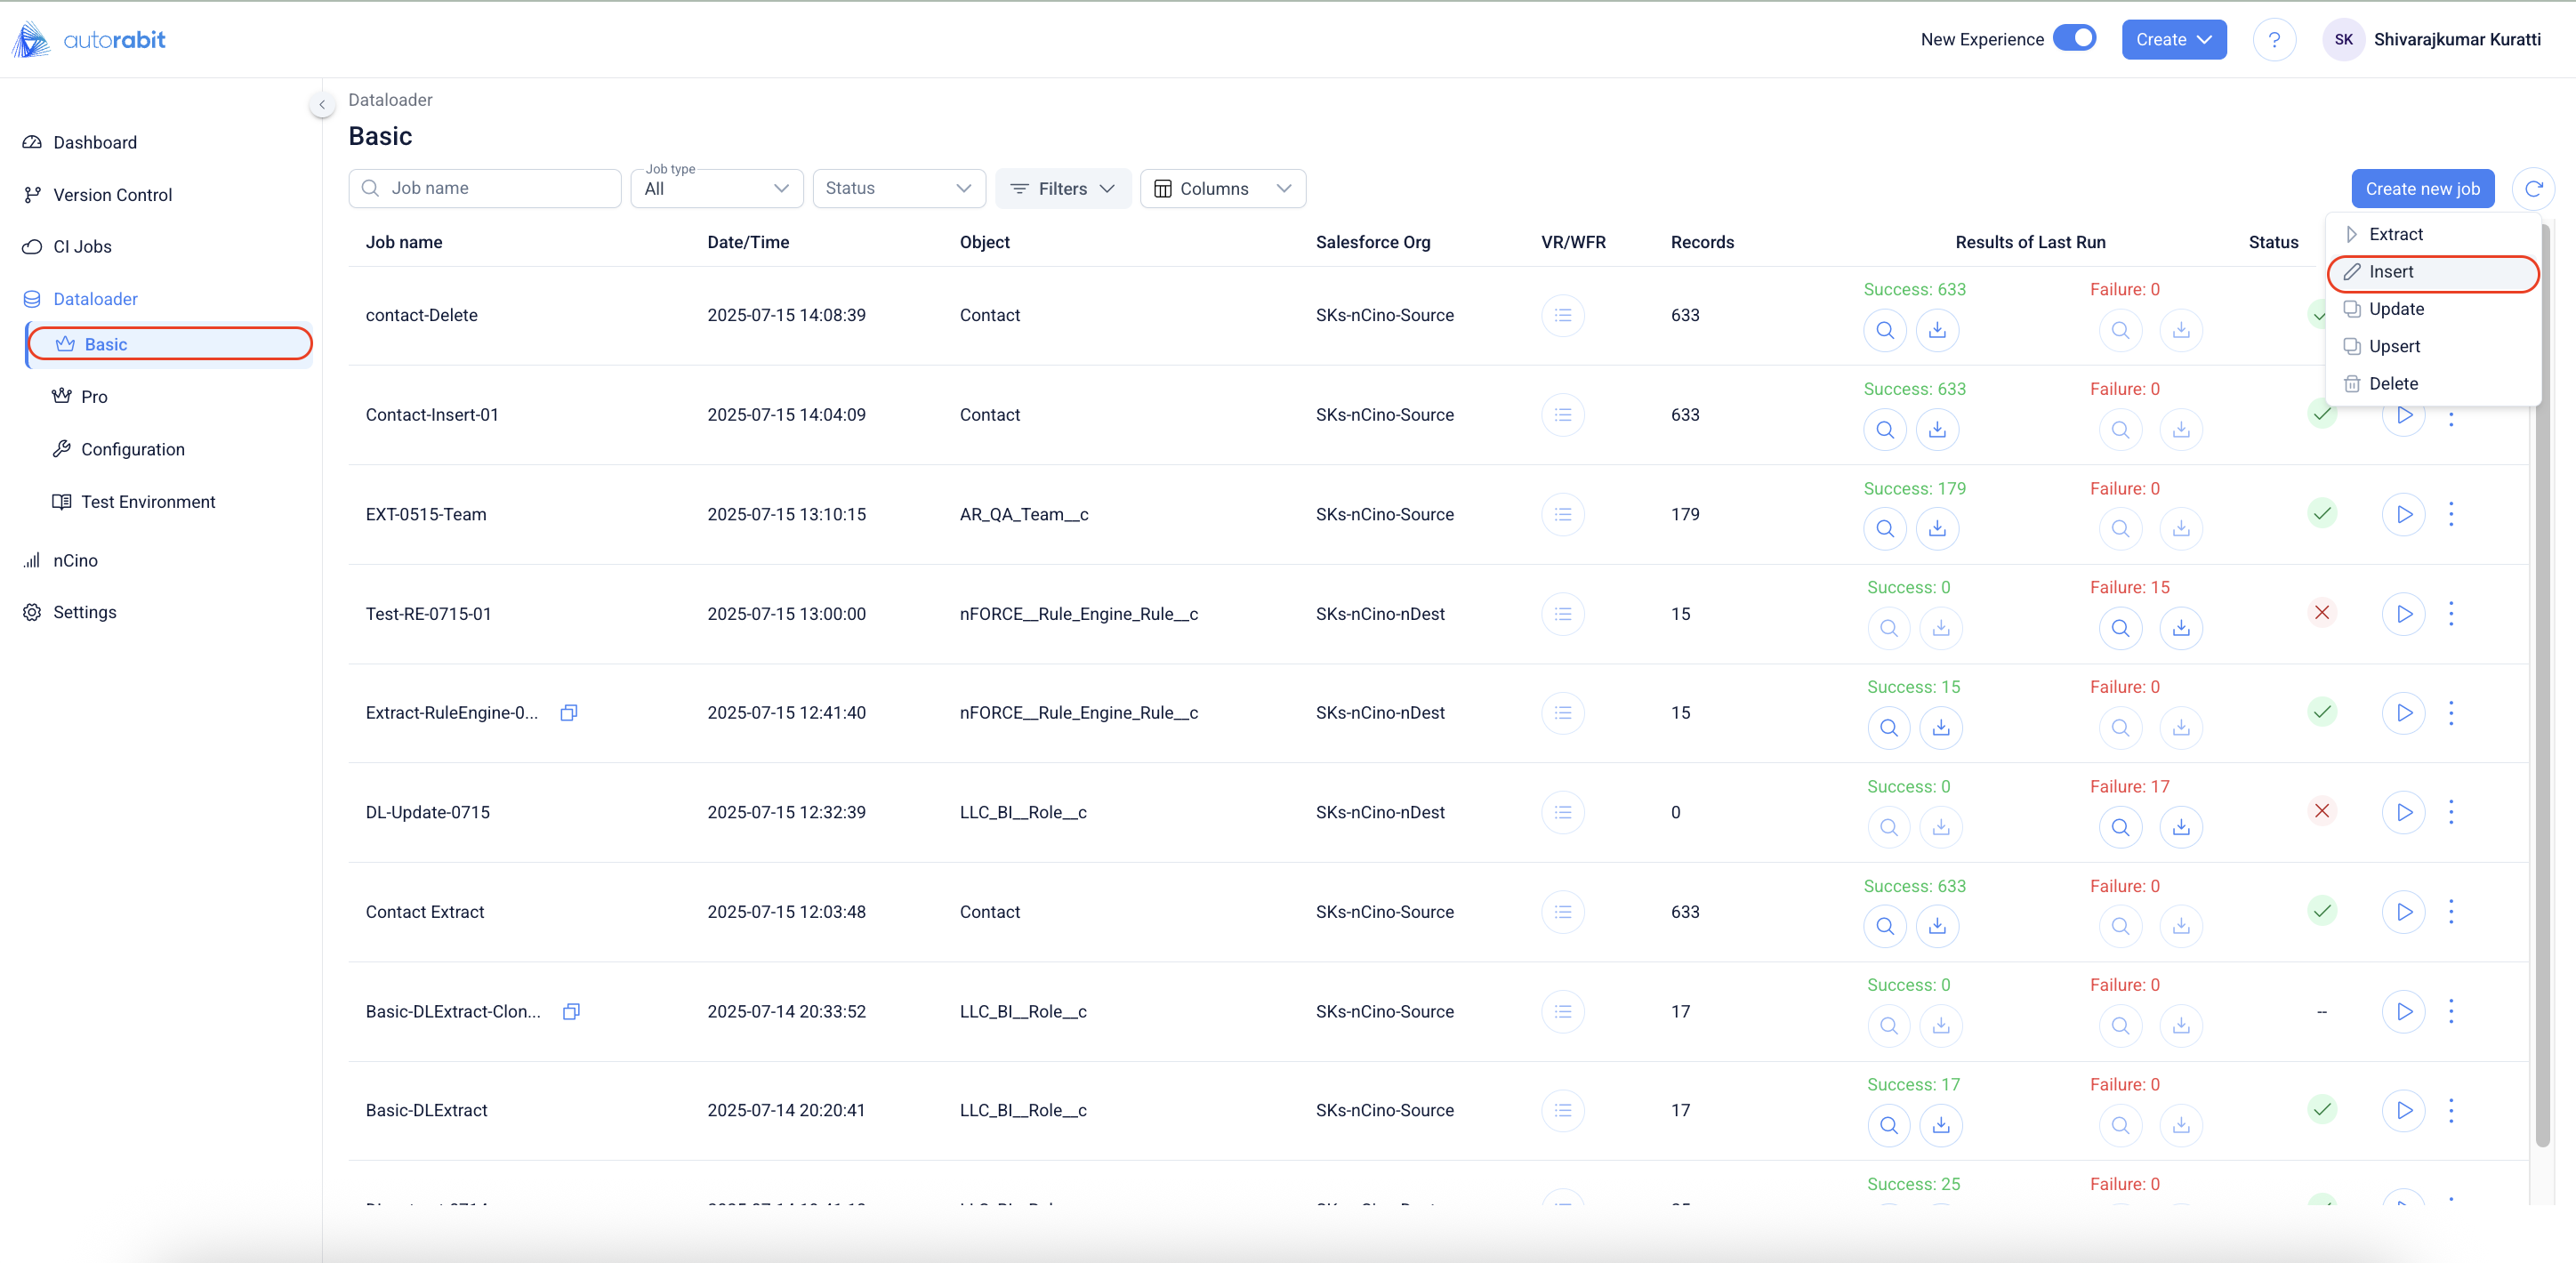 autorabit
New Experience
Create
?
SK
Shivarajkumar Kuratti
Dashboard
Version Control
CI Jobs
Dataloader
Basic
Pro
Configuration
Test Environment
nCino
Settings
Dataloader
Basic
Job name
Job type
All
Status
Filters
Columns
Create new job
Extract
Insert
Update
Upsert
Delete
Job name Date/Time Object Salesforce Org VR/WFR Records Results of Last Run Status
contact-Delete 2025-07-15 14:08:39 Contact SKs-nCino-Source 633 Success: 633 Failure: 0
Contact-Insert-01 2025-07-15 14:04:09 Contact SKs-nCino-Source 633 Success: 633 Failure: 0
EXT-0515-Team 2025-07-15 13:10:15 AR_QA_Team__c SKs-nCino-Source 179 Success: 179 Failure: 0
Test-RE-0715-01 2025-07-15 13:00:00 nFORCE__Rule_Engine_Rule__c SKs-nCino-nDest 15 Success: 0 Failure: 15
Extract-RuleEngine-0... 2025-07-15 12:41:40 nFORCE__Rule_Engine_Rule__c SKs-nCino-nDest 15 Success: 15 Failure: 0
DL-Update-0715 2025-07-15 12:32:39 LLC_BI__Role__c SKs-nCino-nDest 0 Success: 0 Failure: 17
Contact Extract 2025-07-15 12:03:48 Contact SKs-nCino-Source 633 Success: 633 Failure: 0
Basic-DLExtract-Clon... 2025-07-14 20:33:52 LLC_BI__Role__c SKs-nCino-Source 17 Success: 0 Failure: 0 --
Basic-DLExtract 2025-07-14 20:20:41 LLC_BI__Role__c SKs-nCino-Source 17 Success: 17 Failure: 0
Success: 25 Failure: 0